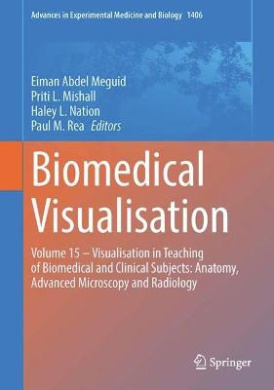 Advances in Experimental Medicine and Biology 1406
Eiman Abdel Meguid
Priti L. Mishall
Haley L. Nation
Paul M. Rea Editors
Biomedical
Visualisation
Volume 15 – Visualisation in Teaching
of Biomedical and Clinical Subjects: Anatomy,
Advanced Microscopy and Radiology
Springer